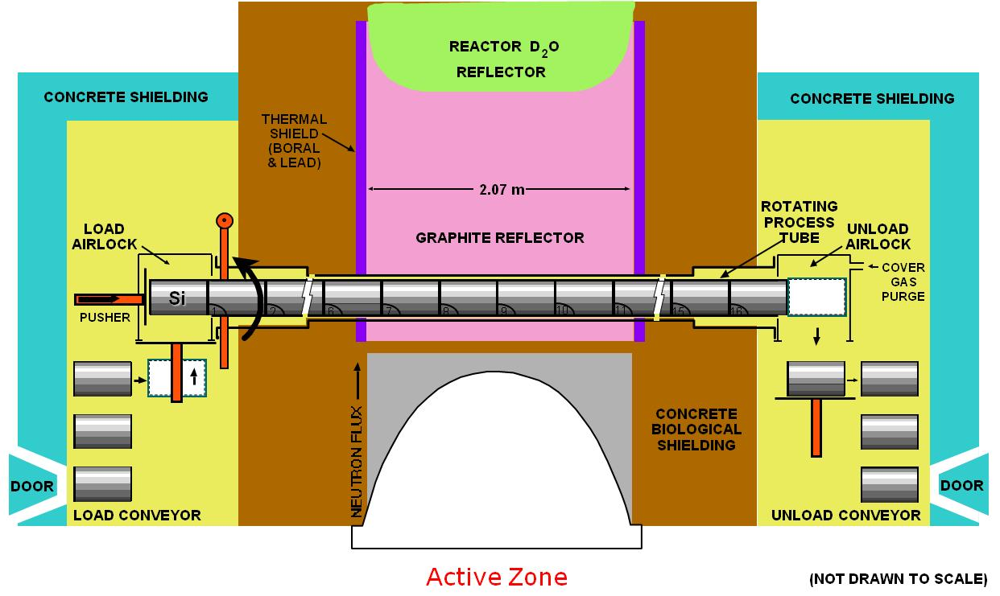 REACTOR D2O
REFLECTOR
CONCRETE SHIELDING
CONCRETE SHIELDING
THERMAL
SHIELD
(BORAL
& LEAD)
2.07 m
GRAPHITE REFLECTOR
LOAD
AIRLOCK
ROTATING
PROCESS
TUBE
UNLOAD
AIRLOCK
COVER
GAS
PURGE
PUSHER
Si
1
2
6
7
8
9
10
11
15
16
NEUTRON FLUX
CONCRETE
BIOLOGICAL
SHIELDING
DOOR
DOOR
LOAD CONVEYOR
UNLOAD CONVEYOR
Active Zone
(NOT DRAWN TO SCALE)